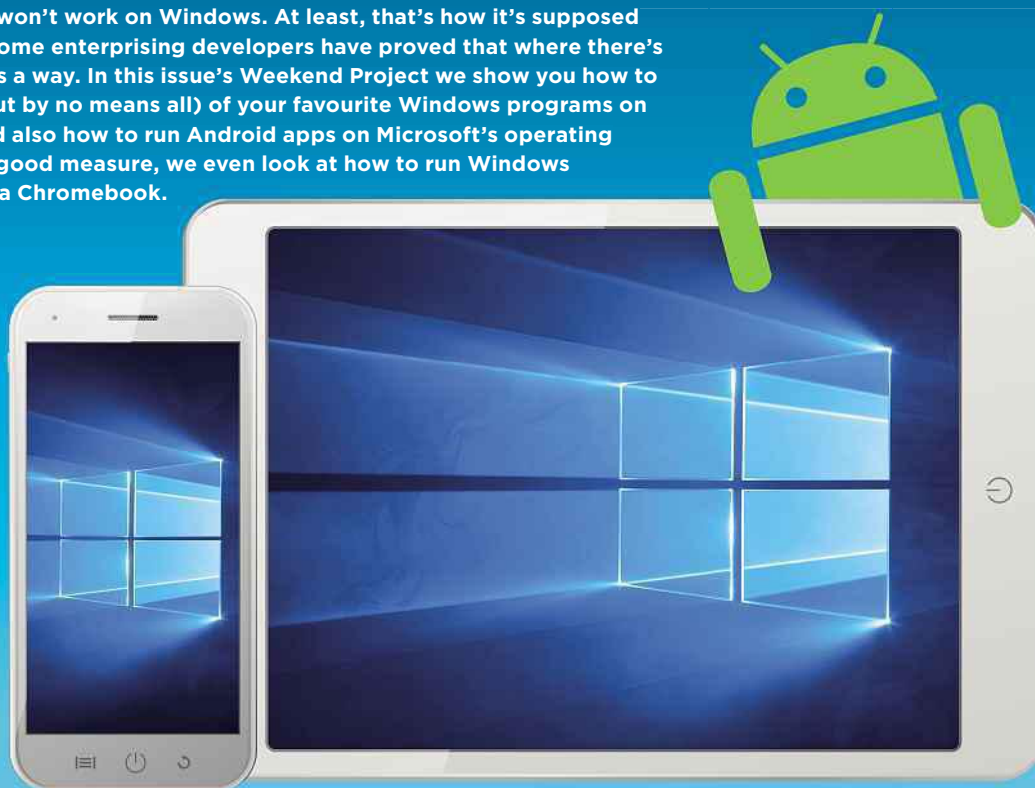 won't work on Windows. At least, that's how it's supposed
ome enterprising developers have proved that where there's
s a way. In this issue's Weekend Project we show you how to
ut by no means all) of your favourite Windows programs on
d also how to run Android apps on Microsoft's operating
good measure, we even look at how to run Windows
a Chromebook.